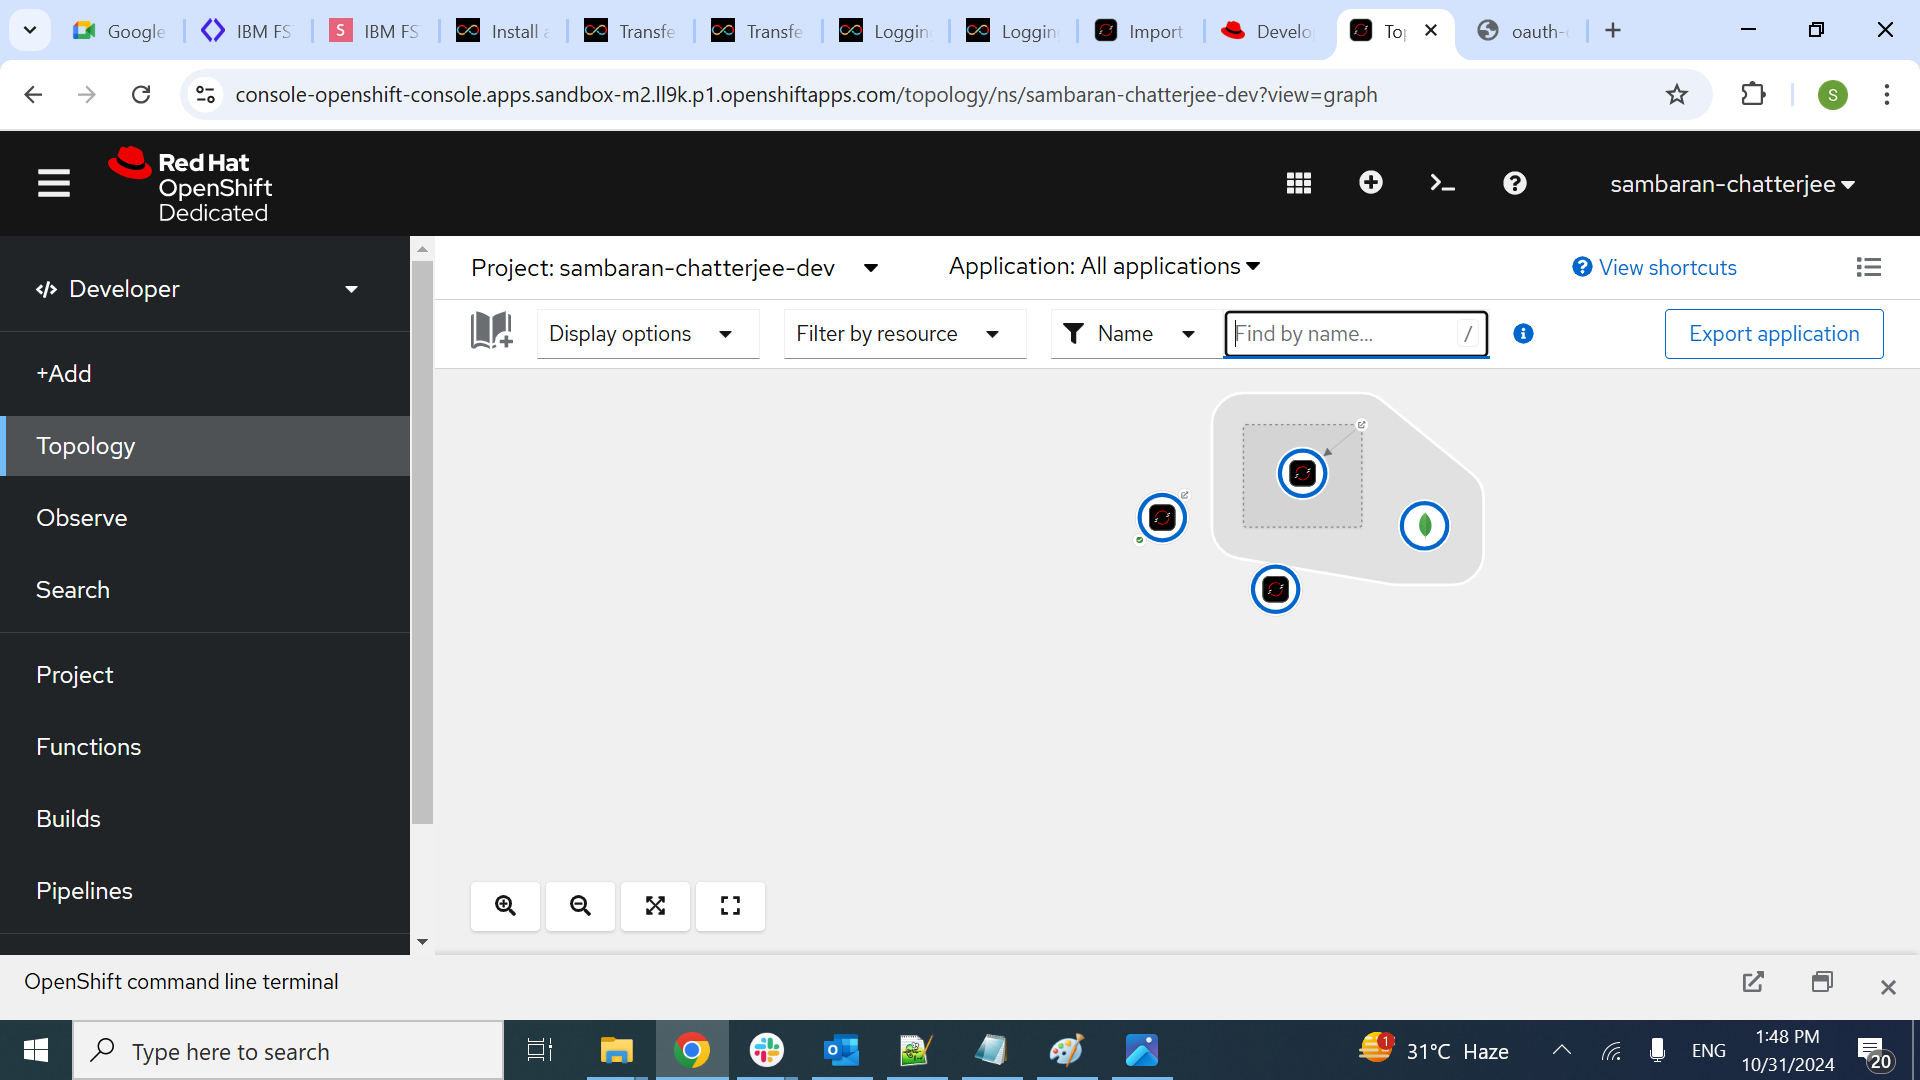 Google
IBM FS
S
IBM FS
Install a
Transfe
Transfe
Loggin
Loggin
Import
Develo
To
oauth-
console-openshift-console.apps.sandbox-m2.ll9k.p1.openshiftapps.com/topology/ns/sambaran-chatterjee-dev?view=graph
S
Red Hat
OpenShift
Dedicated
sambaran-chatterjee
Developer
+Add
Topology
Observe
Search
Project
Functions
Builds
Pipelines
Project: sambaran-chatterjee-dev
Application: All applications
View shortcuts
Display options
Filter by resource
Name
Find by name...
/
Export application
OpenShift command line terminal
Type here to search
1
31°C Haze
ENG
1:48 PM
10/31/2024
20